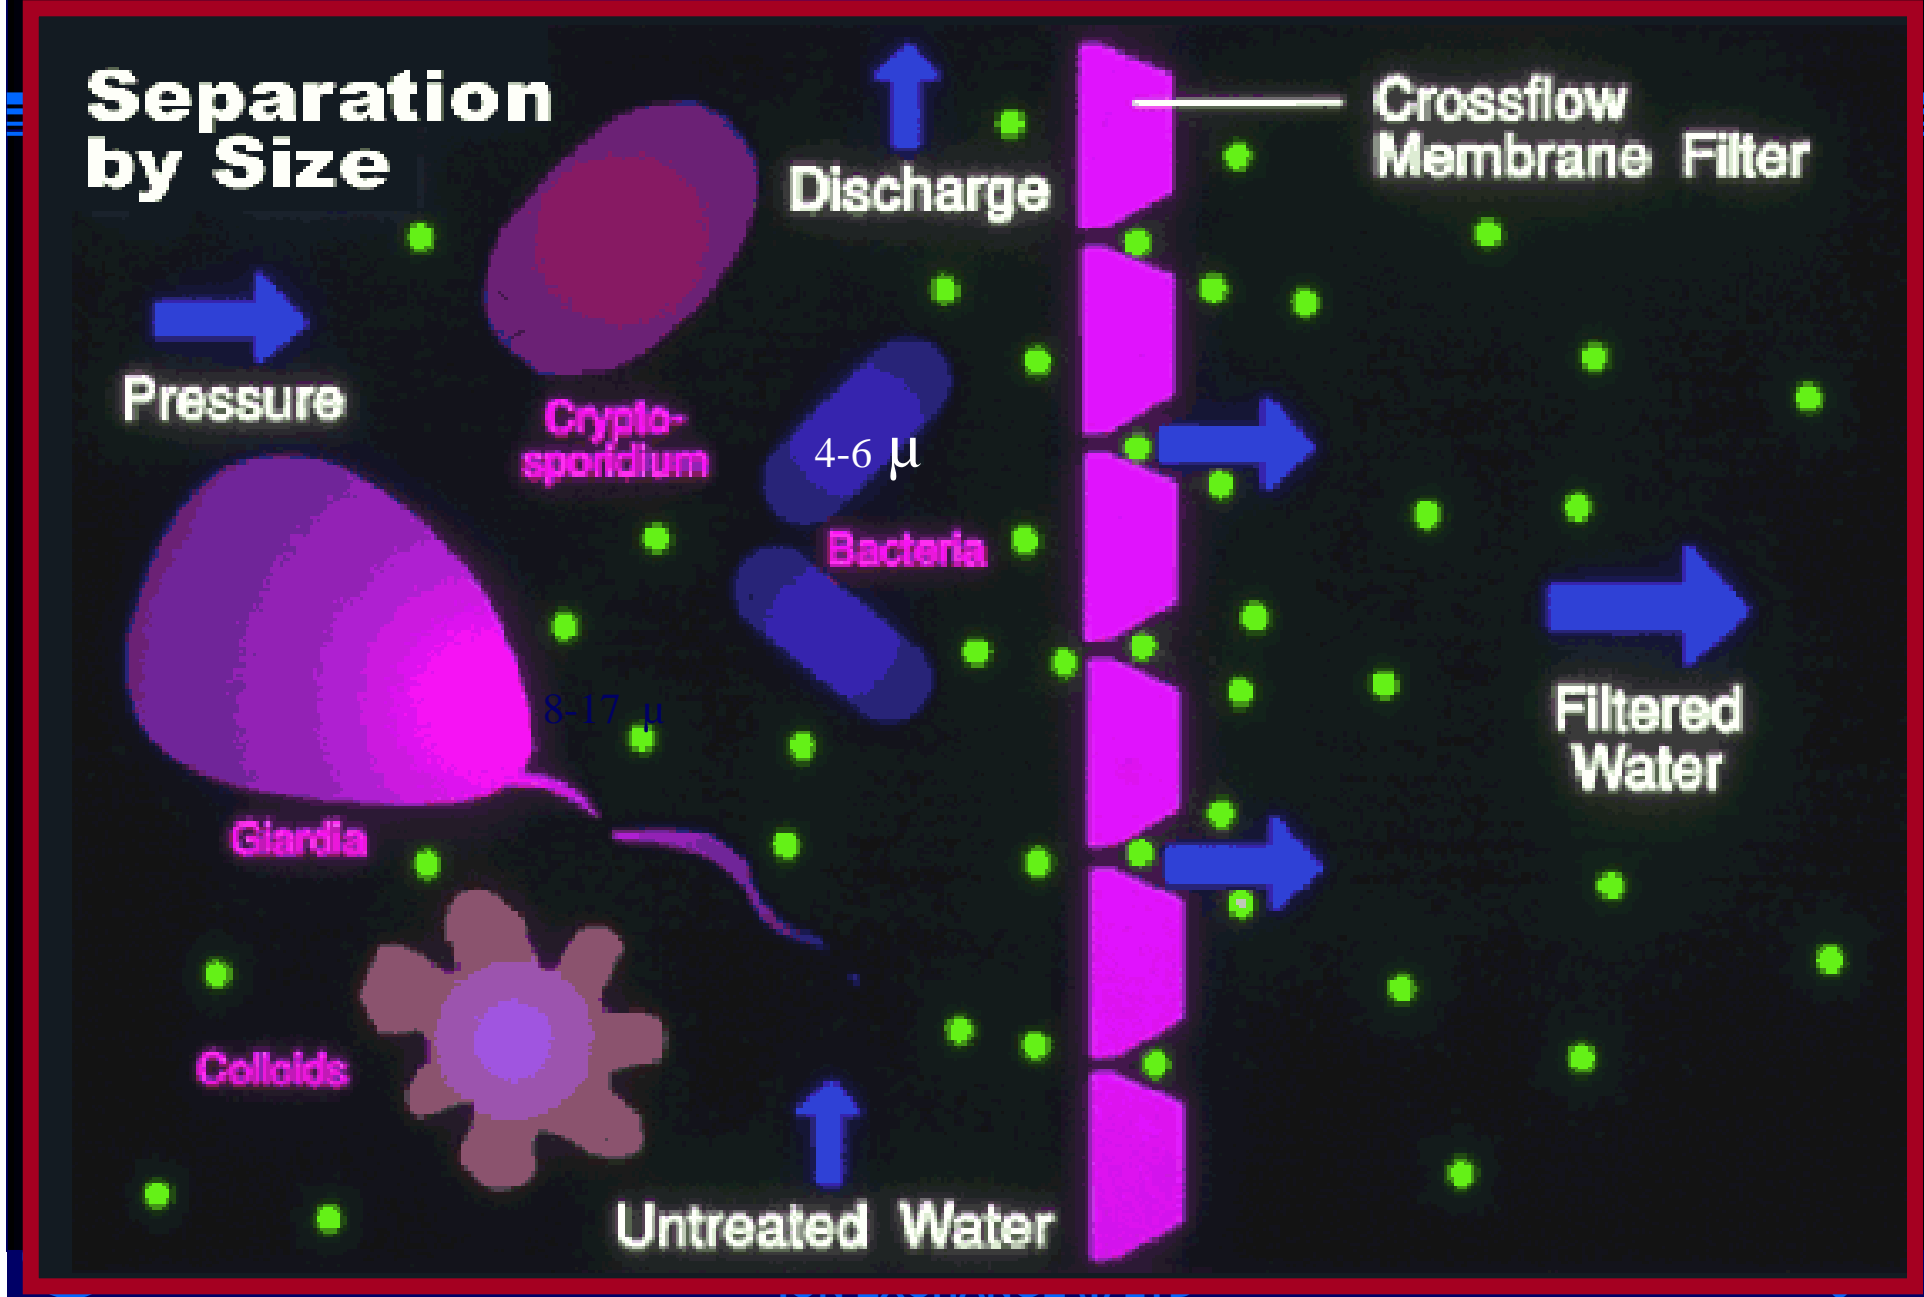 Separation
by Size
Discharge
Crossflow
Membrane Filter
Pressure
Crypto-
sporidium
4-6 μ
Bacteria
8-17 μ
Giardia
Filtered
Water
Colloids
Untreated Water